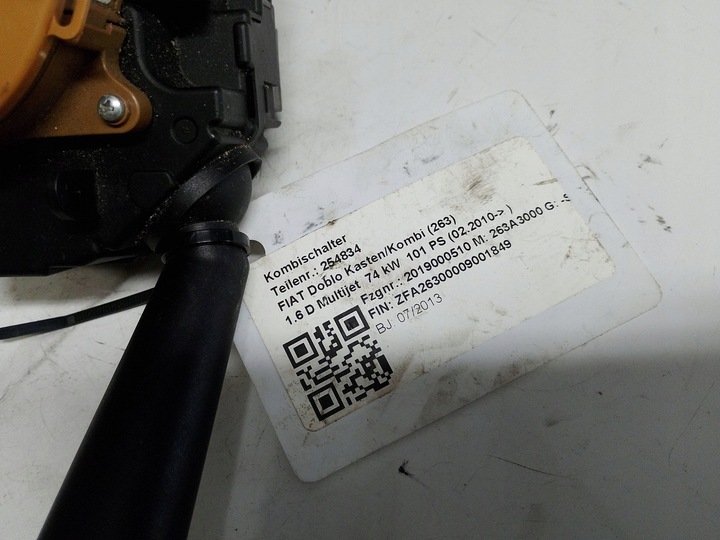 Kombischalter
Teilenr.: 254834
FIAT Doblo Kasten/Kombi (263)
1.6 D Multijet 74 kW 101 PS (02.2010-> )
Fzgnr.: 2019000510 M: 263A3000 G: -S
FIN: ZFA26300009001849
BJ: 07/2013